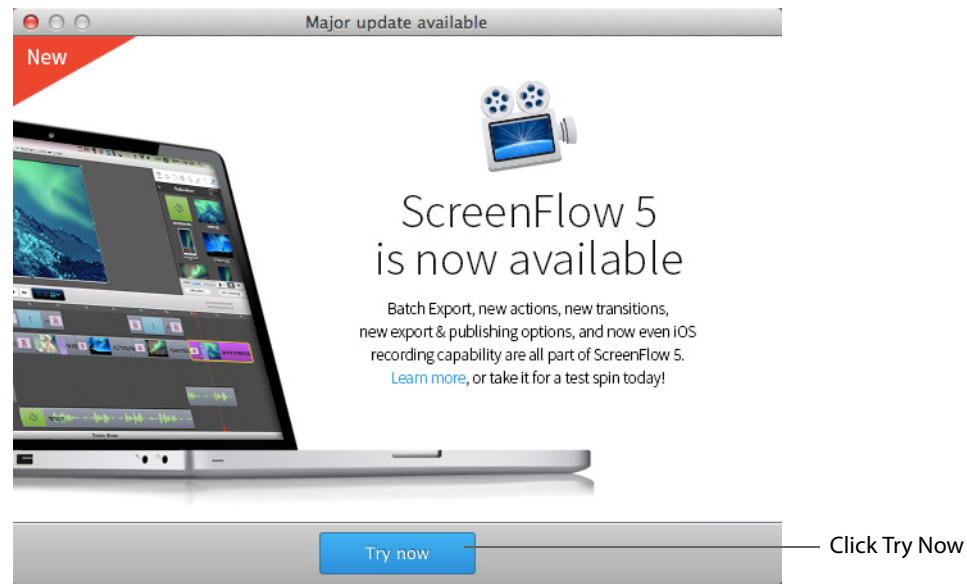 Major update available
New
ScreenFlow 5
is now available
Batch Export, new actions, new transitions,
new export & publishing options, and now even iOS
recording capability are all part of ScreenFlow 5.
Learn more, or take it for a test spin today!
Try now
Click Try Now